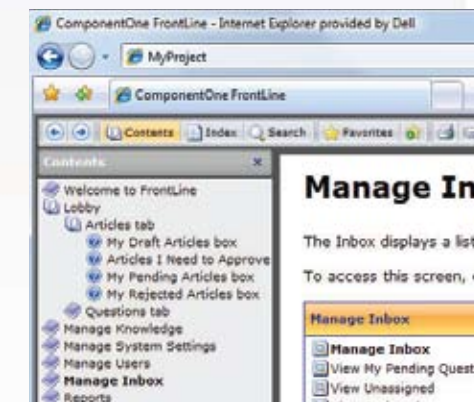 ComponentOne FrontLine - Internet Explorer provided by Dell
MyProject
ComponentOne FrontLine
Contents Index Search Favorites
Contents
Welcome to FrontLine
Lobby
Articles tab
My Draft Articles box
Articles I Need to Approve
My Pending Articles box
My Rejected Articles box
Questions tab
Manage Knowledge
Manage System Settings
Manage Users
Manage Inbox
Reports
Manage In
The Inbox displays a list
To access this screen,
Manage Inbox
Manage Inbox
View My Pending Quest
View Unassigned